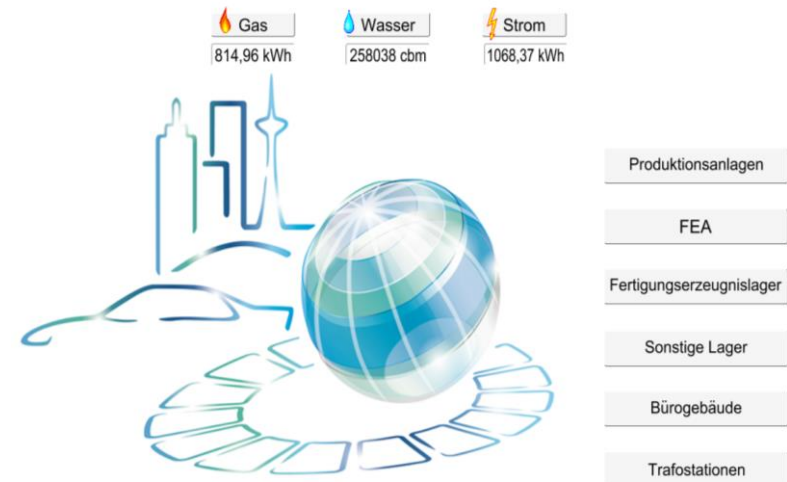 Gas
Wasser
Strom
814,96 kWh
258038 cbm
1068,37 kWh
Produktionsanlagen
FEA
Fertigungserzeugnislager
Sonstige Lager
Bürogebäude
Trafostationen